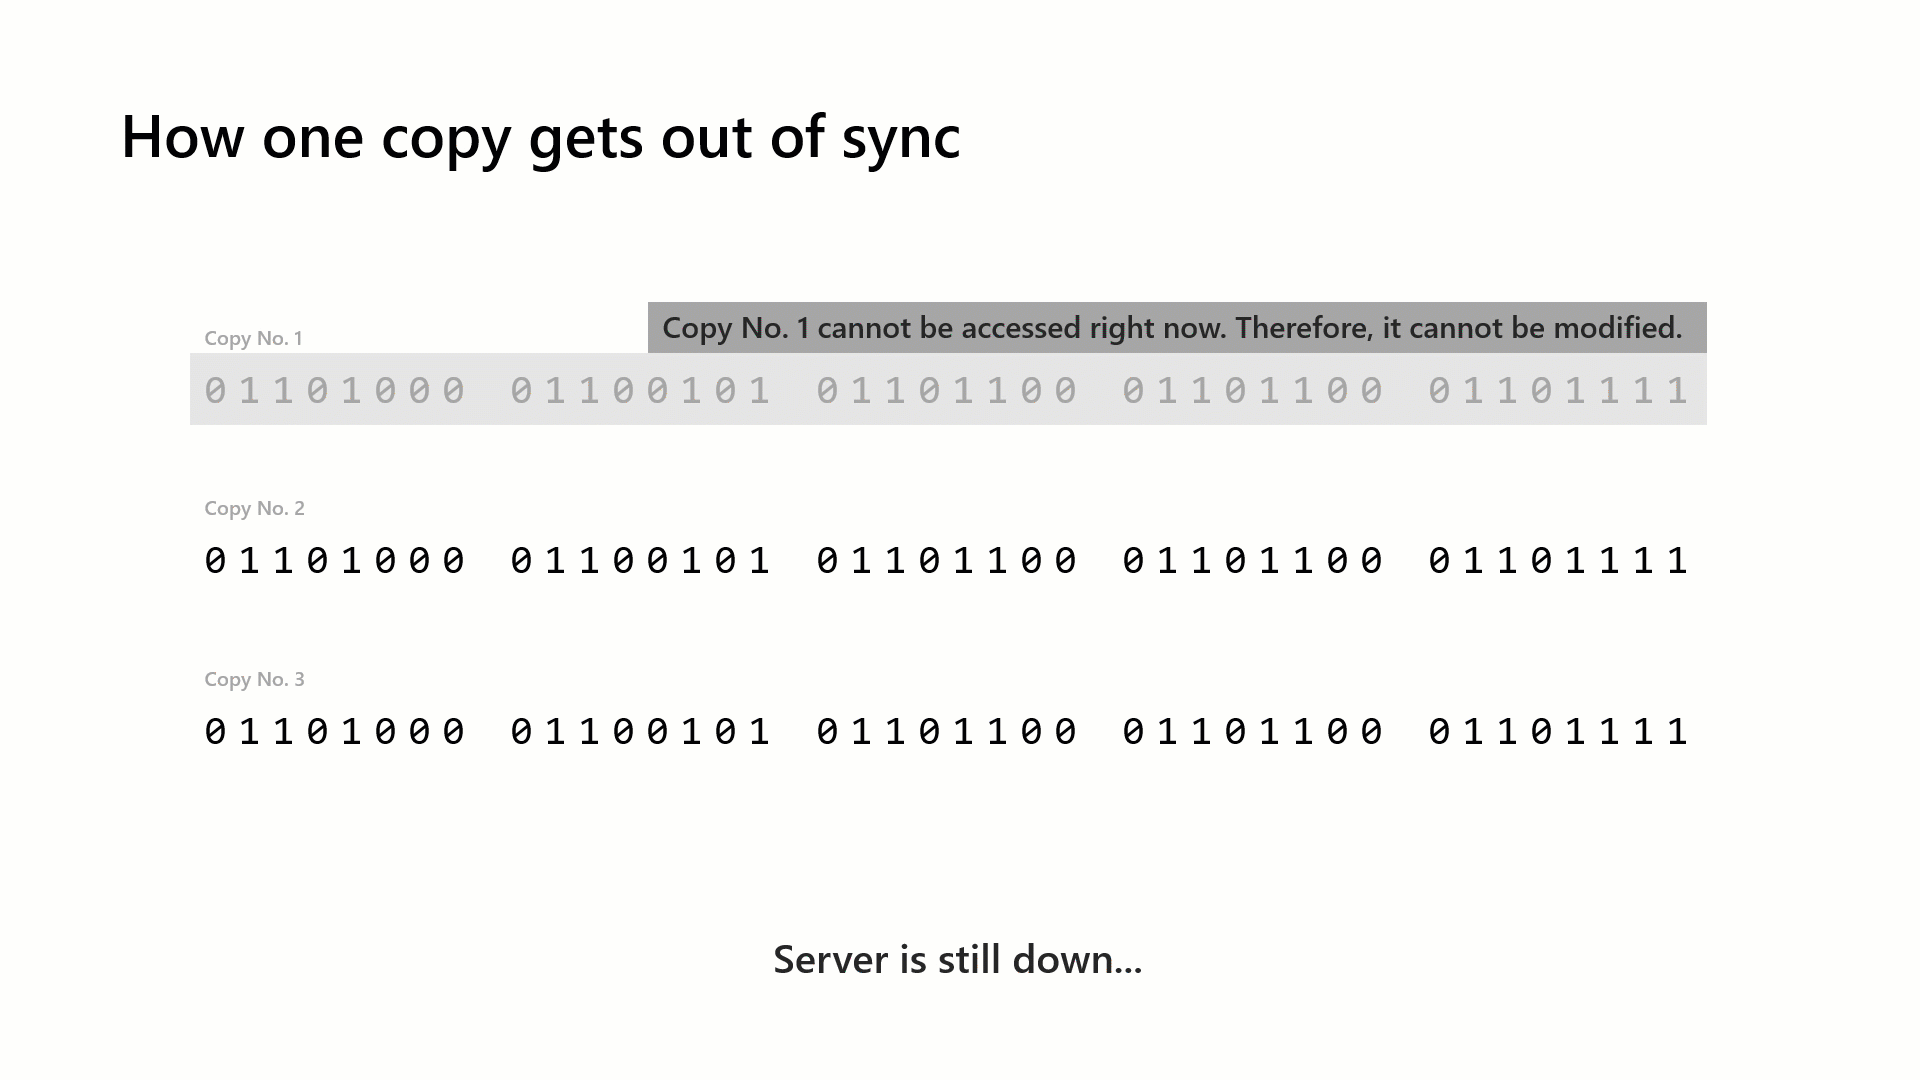 How one copy gets out of sync
Copy No. 1 cannot be accessed right now. Therefore, it cannot be modified.
Copy No. 1
0 1 1 0 1 0 0 0 0 1 1 0 0 1 0 1 0 1 1 0 1 1 0 0 0 1 1 0 1 1 0 0 0 1 1 0 1 1 1 1
Copy No. 2
0 1 1 0 1 0 0 0 0 1 1 0 0 1 0 1 0 1 1 0 1 1 0 0 0 1 1 0 1 1 0 0 0 1 1 0 1 1 1 1
Copy No. 3
0 1 1 0 1 0 0 0 0 1 1 0 0 1 0 1 0 1 1 0 1 1 0 0 0 1 1 0 1 1 0 0 0 1 1 0 1 1 1 1
Server is still down...